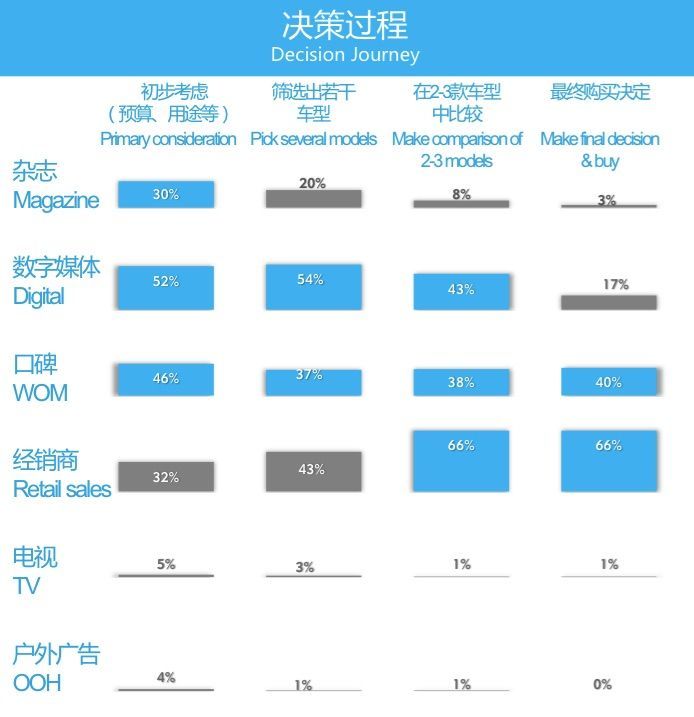 决策过程
Decision Journey
初步考虑
（预算、用途等）
Primary consideration
筛选出若干
车型
Pick several models
在2-3款车型
中比较
Make comparison of
2-3 models
最终购买决定
Make final decision
& buy
杂志
Magazine
30%
20%
8%
3%
数字媒体
Digital
52%
54%
43%
17%
口碑
WOM
46%
37%
38%
40%
经销商
Retail sales
32%
43%
66%
66%
电视
TV
5%
3%
1%
1%
户外广告
OOH
4%
1%
1%
0%